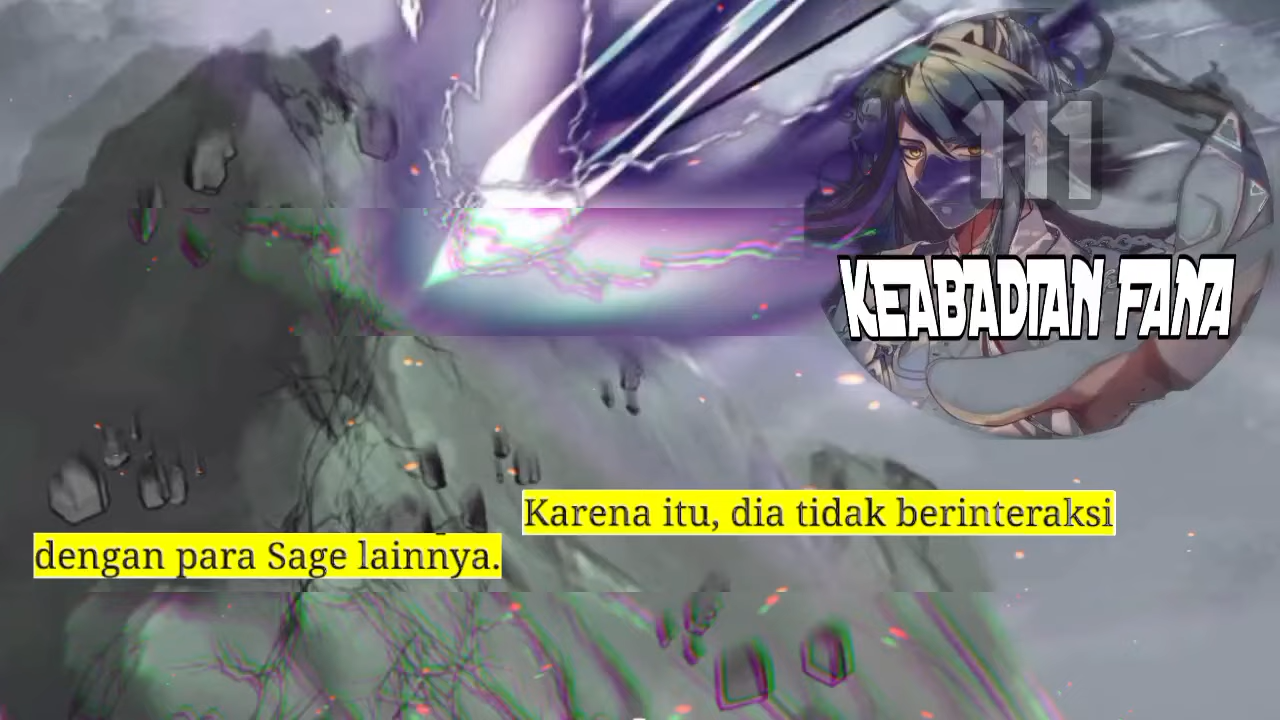 111
KEABADIAN FANA
Karena itu, dia tidak berinteraksi
dengan para Sage lainnya.